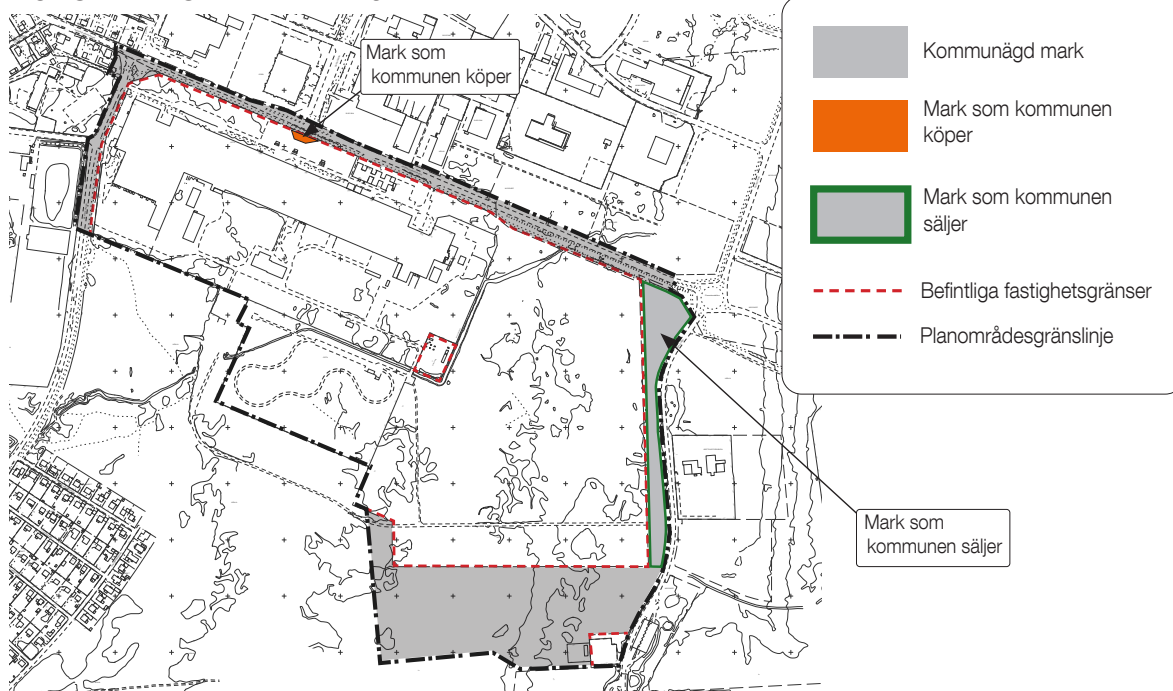 Mark som
kommunen köper
Kommunägd mark
Mark som kommunen
köper
Mark som kommunen
säljer
Befintliga fastighetsgränser
Planområdesgränslinje
Mark som
kommunen säljer